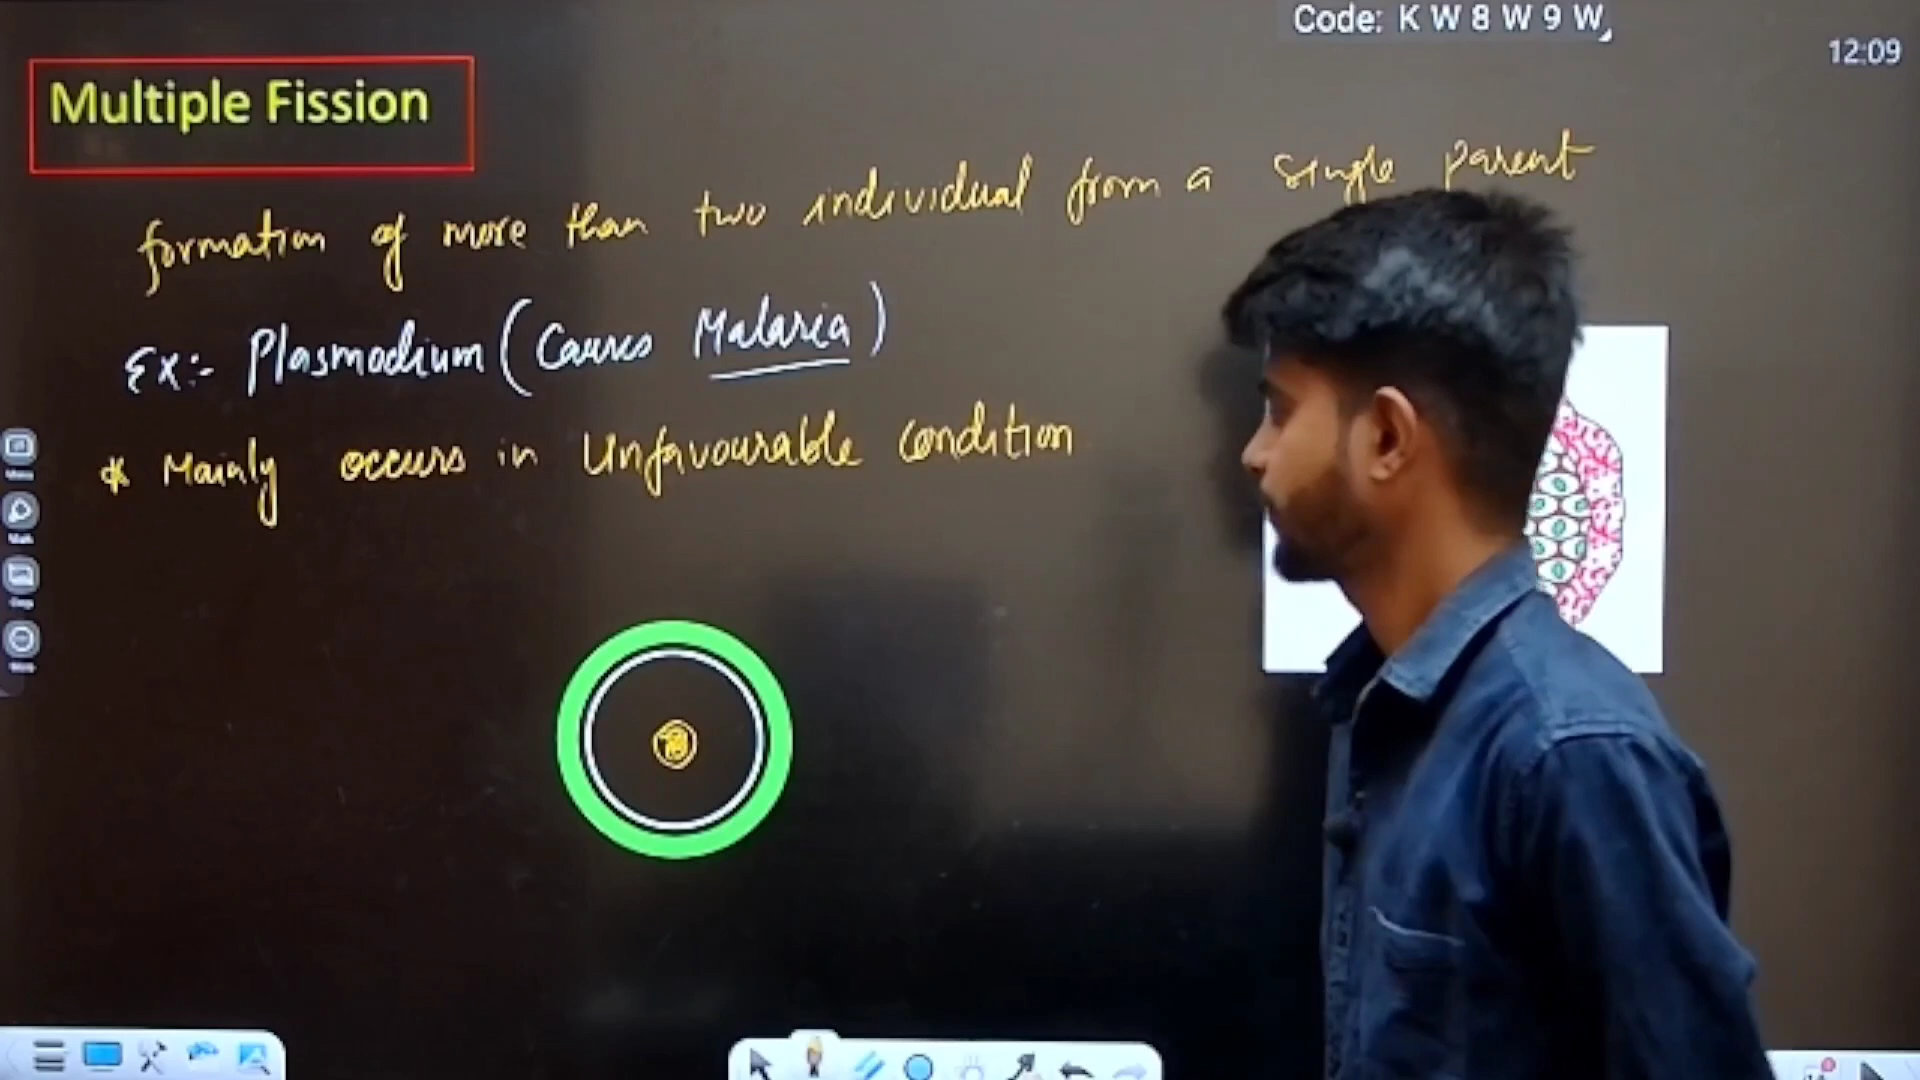 Code: K W 8 W 9 W
12:09
Multiple Fission
formation of more than two individual from a single parent
Ex:- Plasmodium (Causes Malaria)
* Mainly occurs in Unfavourable condition